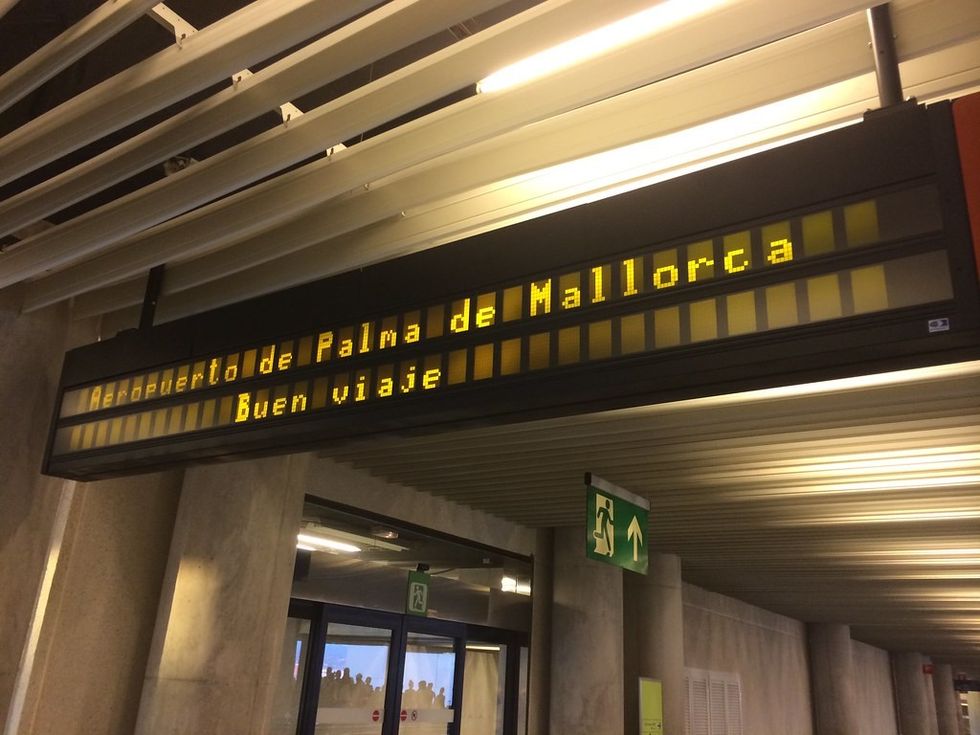 Aeropuerto de Palma de Mallorca
Buen viaje